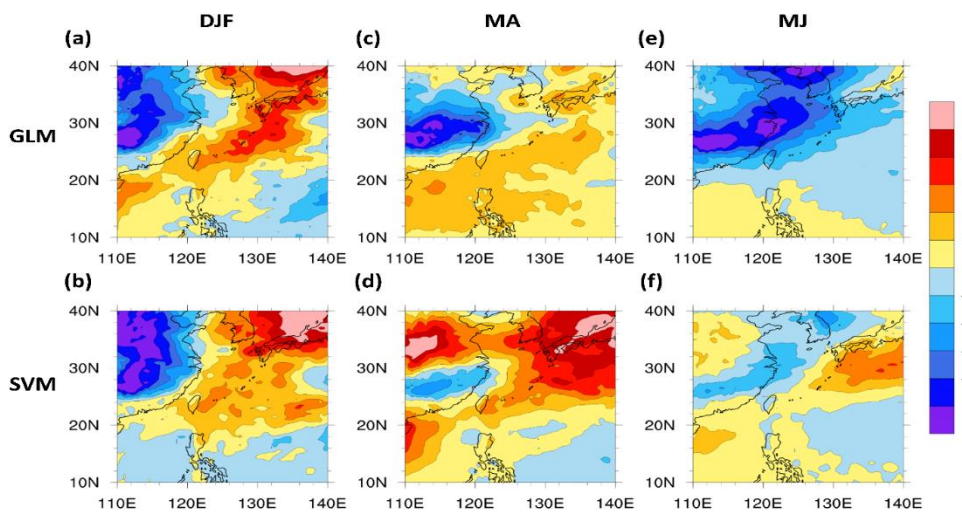 DJF MA MJ
(a) (c) (e)
GLM
40N 40N 40N
30N 30N 30N
20N 20N 20N
10N 10N 10N
110E 120E 130E 140E 110E 120E 130E 140E 110E 120E 130E 140E
(b) (d) (f)
SVM
40N 40N 40N
30N 30N 30N
20N 20N 20N
10N 10N 10N
110E 120E 130E 140E 110E 120E 130E 140E 110E 120E 130E 140E